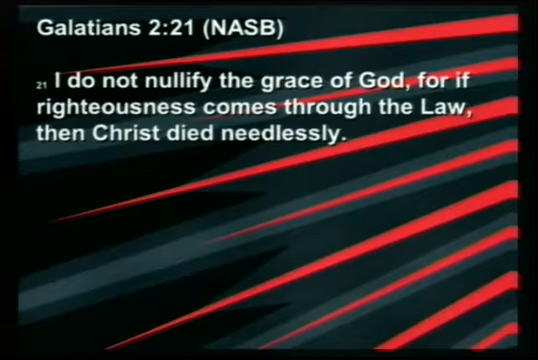 Galatians 2:21 (NASB)
21 I do not nullify the grace of God, for if
righteousness comes through the Law,
then Christ died needlessly.